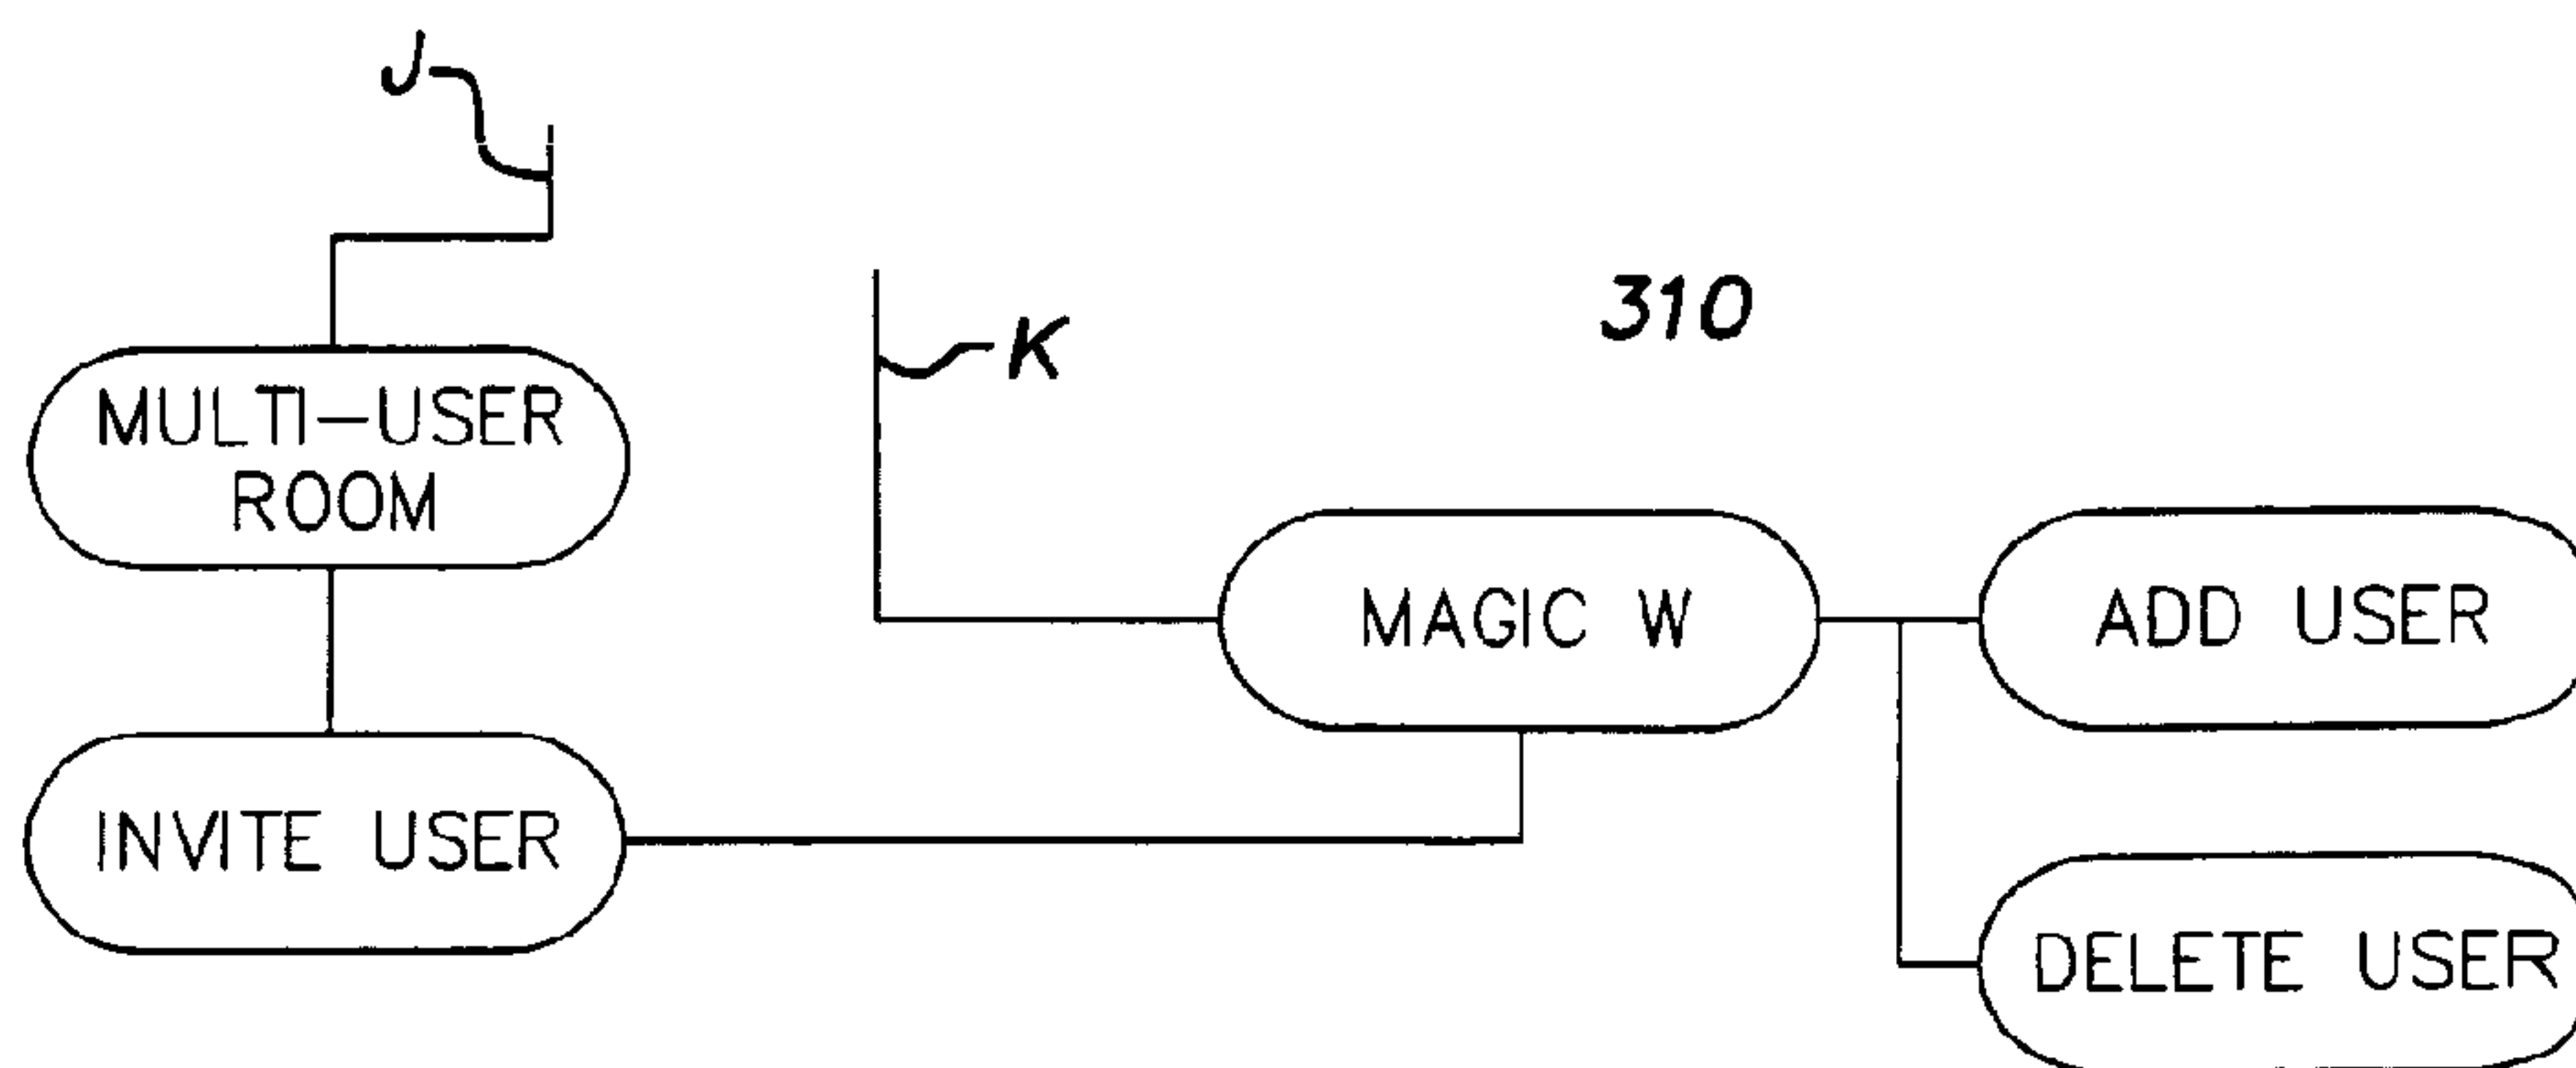 J
K
310
MULTI-USER
ROOM
MAGIC W
ADD USER
INVITE USER
DELETE USER